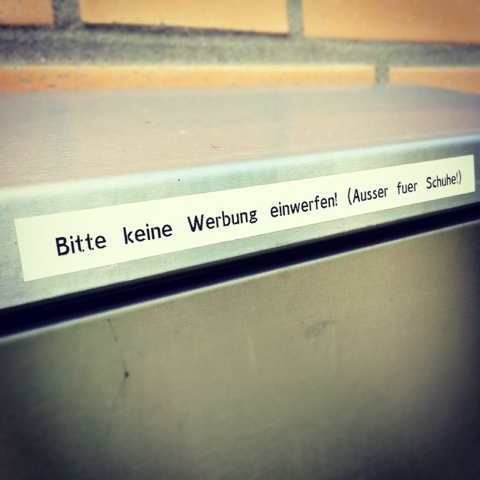 Bitte keine Werbung einwerfen! (Ausser fuer Schuhe!)